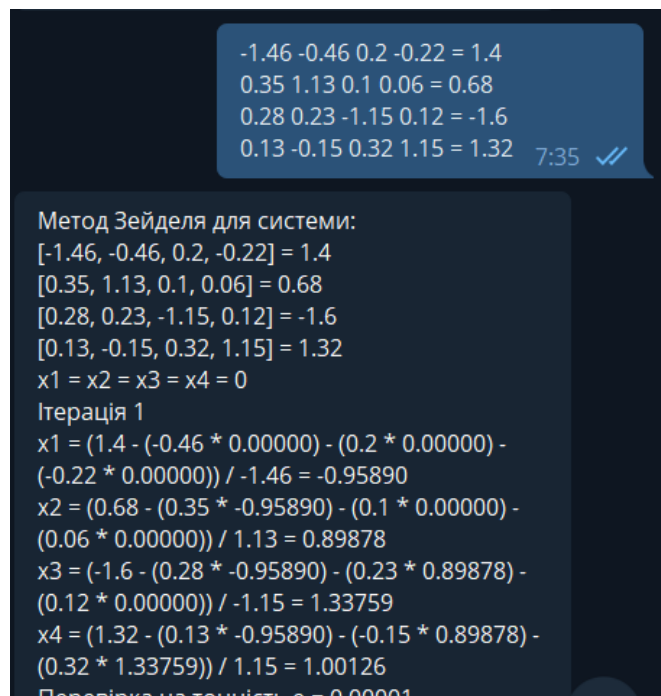 -1.46 -0.46 0.2 -0.22 = 1.4
0.35 1.13 0.1 0.06 = 0.68
0.28 0.23 -1.15 0.12 = -1.6
0.13 -0.15 0.32 1.15 = 1.32
7:35
Метод Зейделя для системи:
[-1.46, -0.46, 0.2, -0.22] = 1.4
[0.35, 1.13, 0.1, 0.06] = 0.68
[0.28, 0.23, -1.15, 0.12] = -1.6
[0.13, -0.15, 0.32, 1.15] = 1.32
x1 = x2 = x3 = x4 = 0
Ітерація 1
x1 = (1.4 - (-0.46 * 0.00000) - (0.2 * 0.00000) -
(-0.22 * 0.00000)) / -1.46 = -0.95890
x2 = (0.68 - (0.35 * -0.95890) - (0.1 * 0.00000) -
(0.06 * 0.00000)) / 1.13 = 0.89878
x3 = (-1.6 - (0.28 * -0.95890) - (0.23 * 0.89878) -
(0.12 * 0.00000)) / -1.15 = 1.33759
x4 = (1.32 - (0.13 * -0.95890) - (-0.15 * 0.89878) -
(0.32 * 1.33759)) / 1.15 = 1.00126
Перевірка на точність e = 0.00001